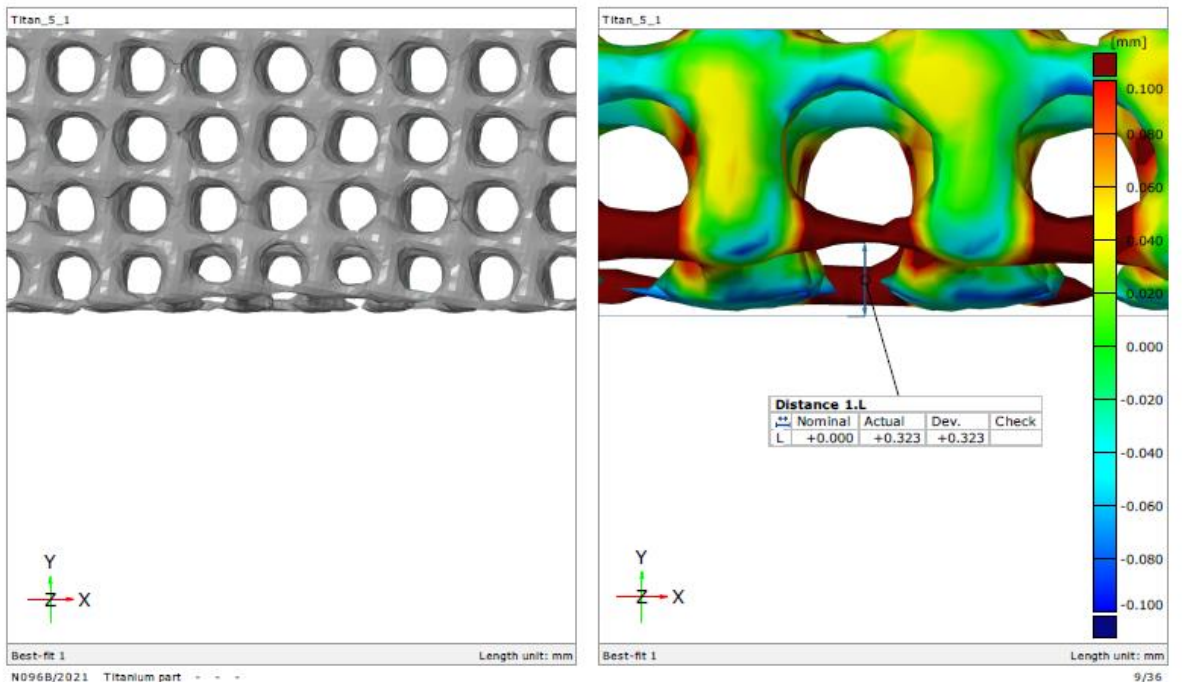 Titan_5_1
Y
Z X
Best-fit 1 Length unit: mm
Titan_5_1
[mm]
0.100
0.080
0.060
0.040
0.020
0.000
-0.020
-0.040
-0.060
-0.080
-0.100
Distance 1.L
Nominal Actual Dev. Check
L +0.000 +0.323 +0.323
Y
Z X
Best-fit 1 Length unit: mm
N096B/2021 Titanium part - - -
9/36